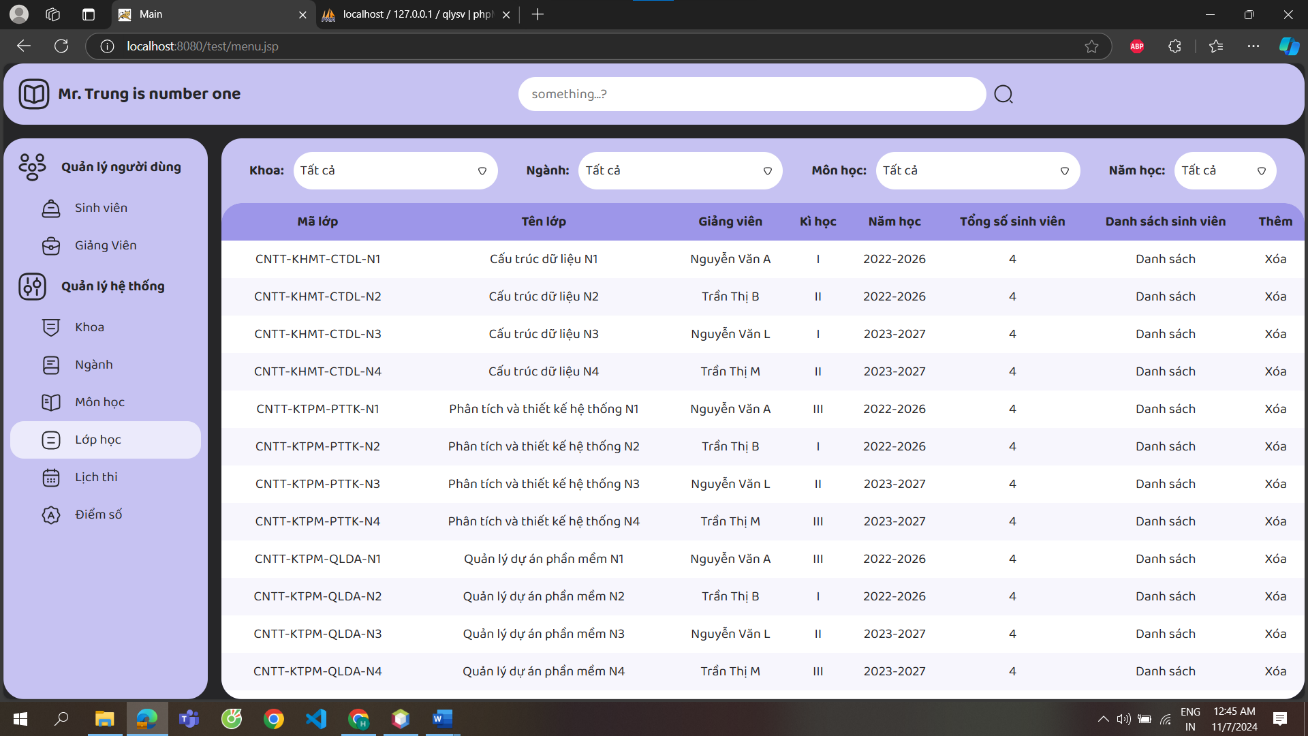 Main
localhost / 127.0.0.1 / qlysv | php
localhost:8080/test/menu.jsp
ABP
Mr. Trung is number one
something...?
Quản lý người dùng
Sinh viên
Giảng Viên
Quản lý hệ thống
Khoa
Ngành
Môn học
Lớp học
Lịch thi
Điểm số
Khoa: Tất cả Ngành: Tất cả Môn học: Tất cả Năm học: Tất cả
Mã lớp Tên lớp Giảng viên Kì học Năm học Tổng số sinh viên Danh sách sinh viên Thêm
CNTT-KHMT-CTDL-N1 Cấu trúc dữ liệu N1 Nguyễn Văn A I 2022-2026 4 Danh sách Xóa
CNTT-KHMT-CTDL-N2 Cấu trúc dữ liệu N2 Trần Thị B II 2022-2026 4 Danh sách Xóa
CNTT-KHMT-CTDL-N3 Cấu trúc dữ liệu N3 Nguyễn Văn L I 2023-2027 4 Danh sách Xóa
CNTT-KHMT-CTDL-N4 Cấu trúc dữ liệu N4 Trần Thị M II 2023-2027 4 Danh sách Xóa
CNTT-KTPM-PTTK-N1 Phân tích và thiết kế hệ thống N1 Nguyễn Văn A III 2022-2026 4 Danh sách Xóa
CNTT-KTPM-PTTK-N2 Phân tích và thiết kế hệ thống N2 Trần Thị B I 2022-2026 4 Danh sách Xóa
CNTT-KTPM-PTTK-N3 Phân tích và thiết kế hệ thống N3 Nguyễn Văn L II 2023-2027 4 Danh sách Xóa
CNTT-KTPM-PTTK-N4 Phân tích và thiết kế hệ thống N4 Trần Thị M III 2023-2027 4 Danh sách Xóa
CNTT-KTPM-QLDA-N1 Quản lý dự án phần mềm N1 Nguyễn Văn A III 2022-2026 4 Danh sách Xóa
CNTT-KTPM-QLDA-N2 Quản lý dự án phần mềm N2 Trần Thị B I 2022-2026 4 Danh sách Xóa
CNTT-KTPM-QLDA-N3 Quản lý dự án phần mềm N3 Nguyễn Văn L II 2023-2027 4 Danh sách Xóa
CNTT-KTPM-QLDA-N4 Quản lý dự án phần mềm N4 Trần Thị M III 2023-2027 4 Danh sách Xóa
ENG
IN
12:45 AM
11/7/2024